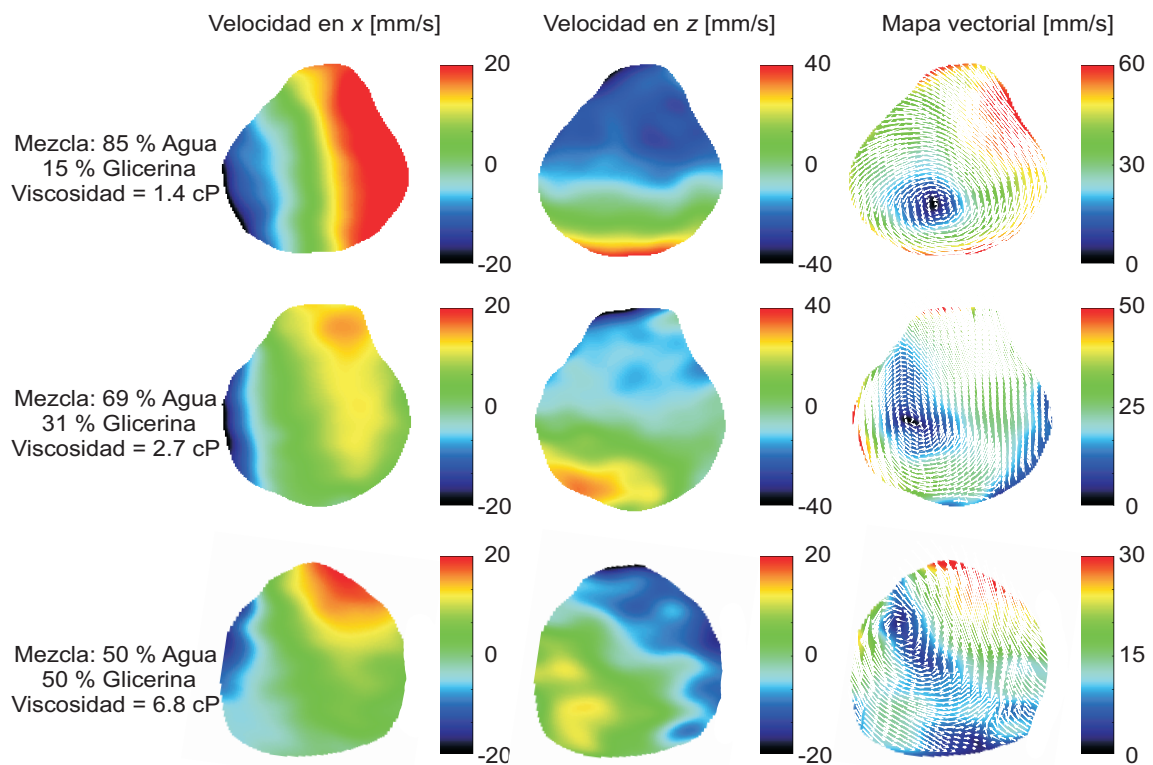 Velocidad en x [mm/s]
Velocidad en z [mm/s]
Mapa vectorial [mm/s]
Mezcla: 85 % Agua
15 % Glicerina
Viscosidad = 1.4 cP
20
0
-20
40
0
-40
60
30
0
Mezcla: 69 % Agua
31 % Glicerina
Viscosidad = 2.7 cP
20
0
-20
40
0
-40
50
25
0
Mezcla: 50 % Agua
50 % Glicerina
Viscosidad = 6.8 cP
20
0
-20
20
0
-20
30
15
0